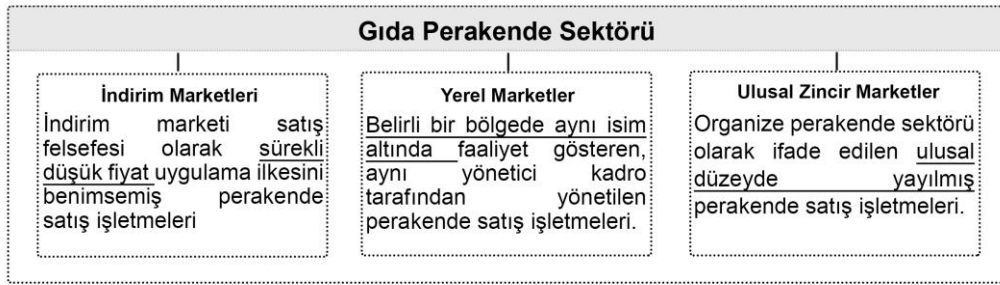 Gıda Perakende Sektörü
İndirim Marketleri
İndirim marketi satış
felsefesi olarak sürekli
düşük fiyat uygulama ilkesini
benimsemiş perakende
satış işletmeleri
Yerel Marketler
Belirli bir bölgede aynı isim
altında faaliyet gösteren,
aynı yönetici kadro
tarafından yönetilen
perakende satış işletmeleri.
Ulusal Zincir Marketler
Organize perakende sektörü
olarak ifade edilen ulusal
düzeyde yayılmış
perakende satış işletmeleri.